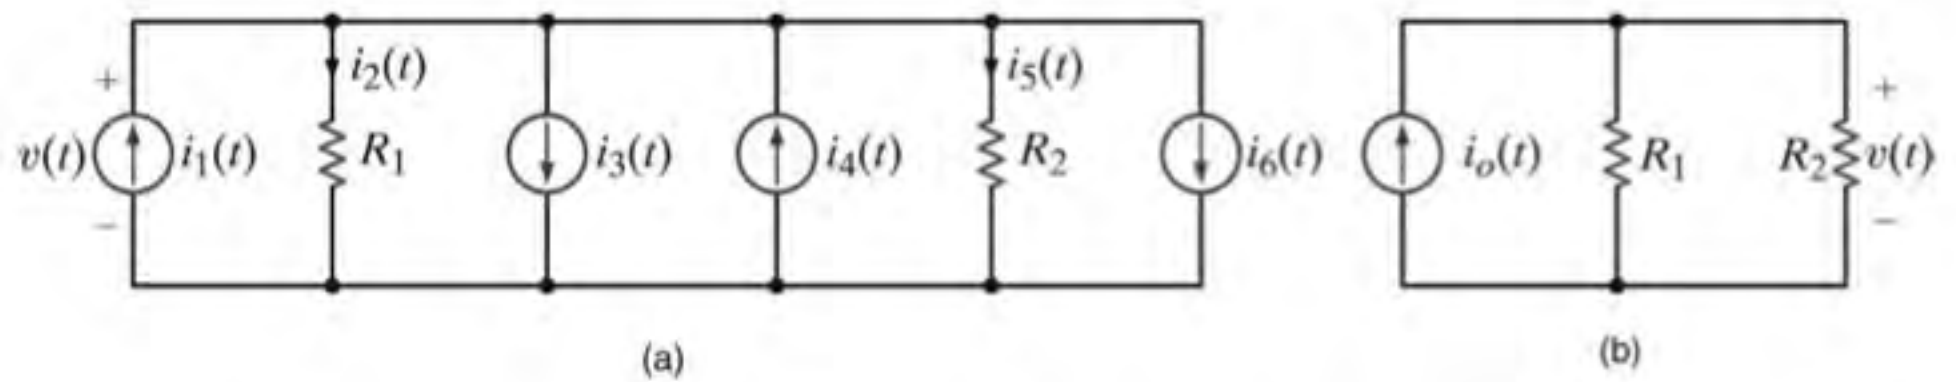 + i₂(t) i₅(t) +
v(t) i₁(t) R₁ i₃(t) i₄(t) R₂ i₆(t) iₒ(t) R₁ R₂ v(t)
− −
(a) (b)